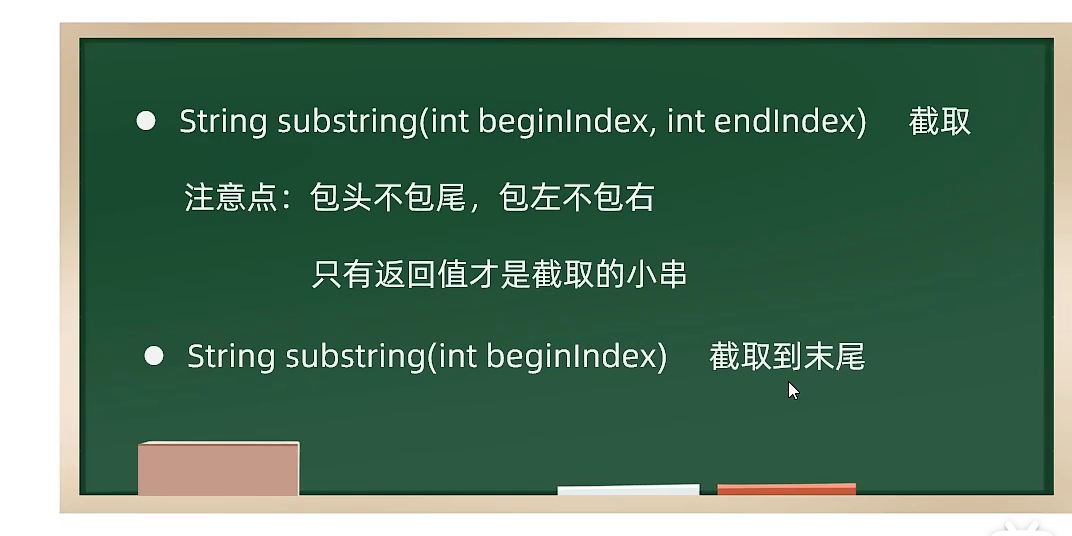 ● String substring(int beginIndex, int endIndex) 截取
注意点：包头不包尾，包左不包右
只有返回值才是截取的小串
● String substring(int beginIndex) 截取到末尾